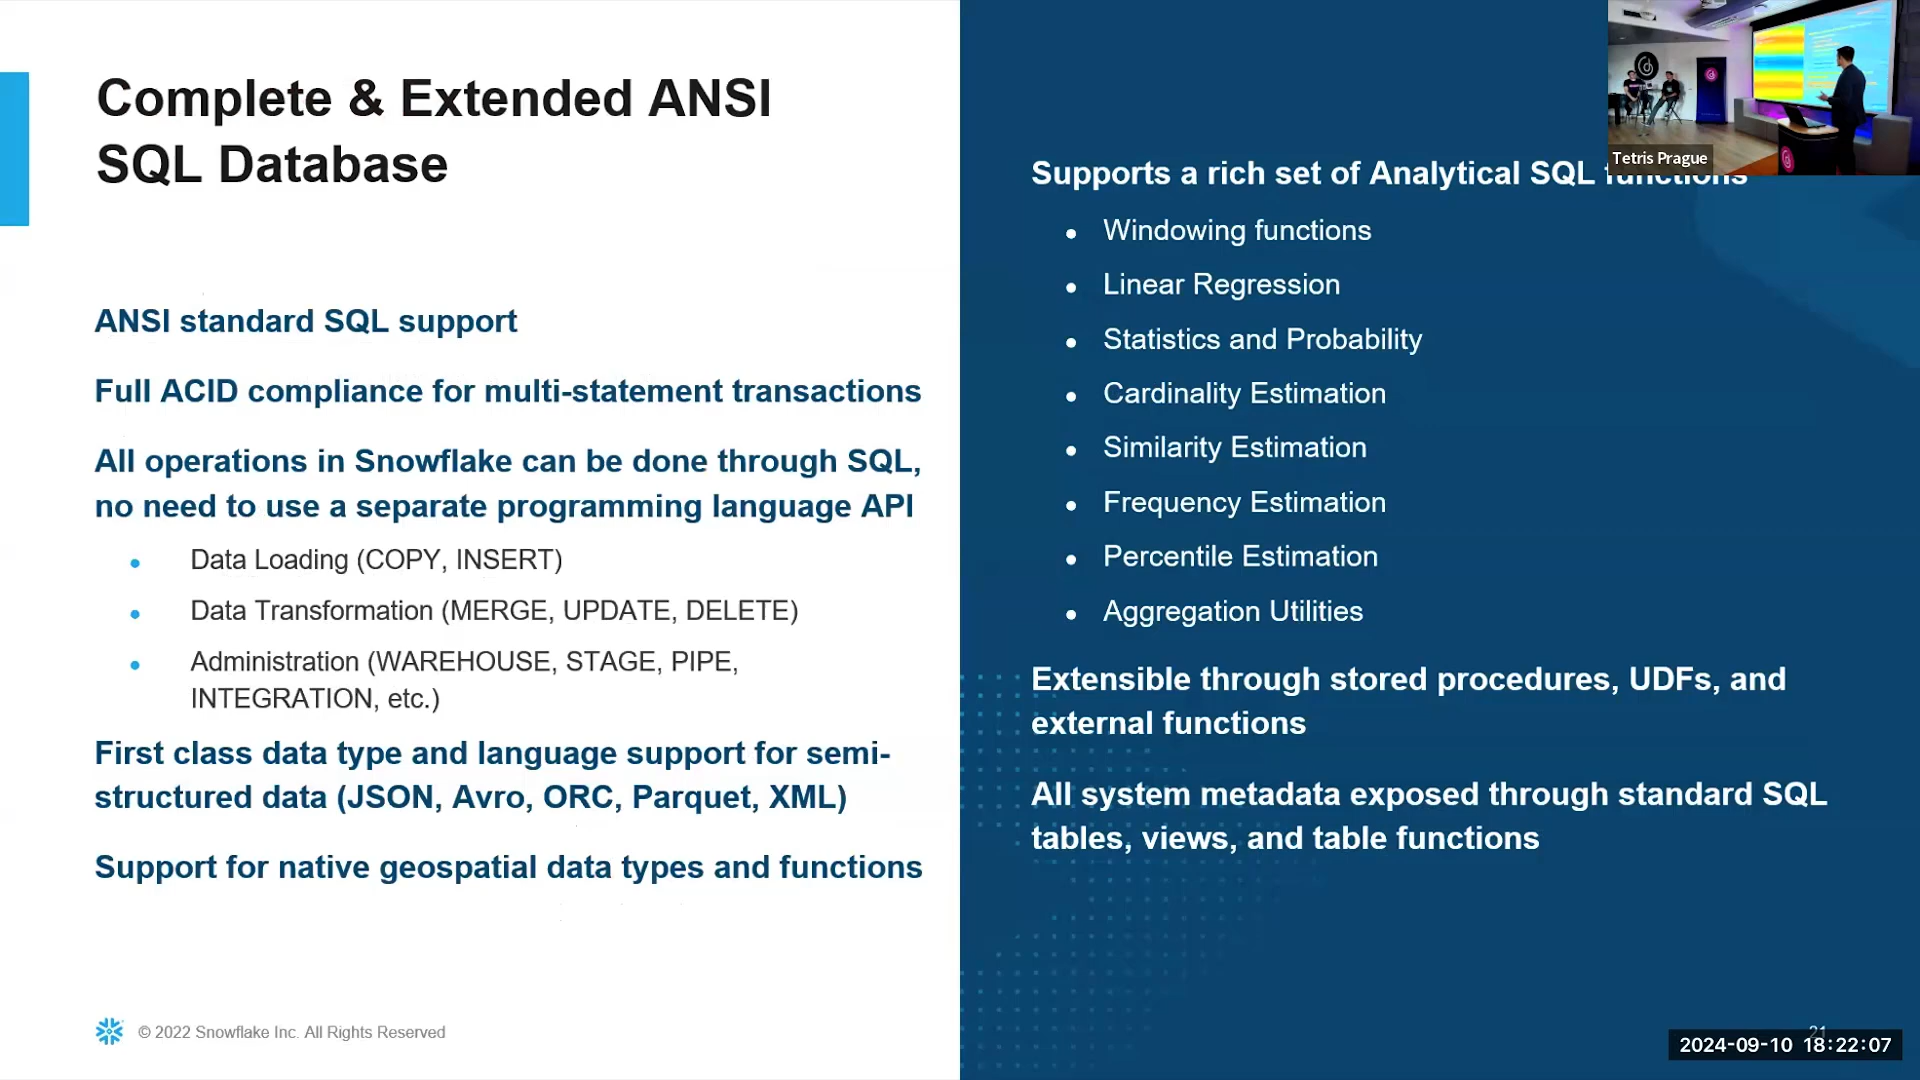 Complete & Extended ANSI
SQL Database
ANSI standard SQL support
Full ACID compliance for multi-statement transactions
All operations in Snowflake can be done through SQL,
no need to use a separate programming language API
• Data Loading (COPY, INSERT)
• Data Transformation (MERGE, UPDATE, DELETE)
• Administration (WAREHOUSE, STAGE, PIPE,
INTEGRATION, etc.)
First class data type and language support for semi-
structured data (JSON, Avro, ORC, Parquet, XML)
Support for native geospatial data types and functions
© 2022 Snowflake Inc. All Rights Reserved
Tetris Prague
Supports a rich set of Analytical SQL functions
• Windowing functions
• Linear Regression
• Statistics and Probability
• Cardinality Estimation
• Similarity Estimation
• Frequency Estimation
• Percentile Estimation
• Aggregation Utilities
Extensible through stored procedures, UDFs, and
external functions
All system metadata exposed through standard SQL
tables, views, and table functions
21
2024-09-10 18:22:07